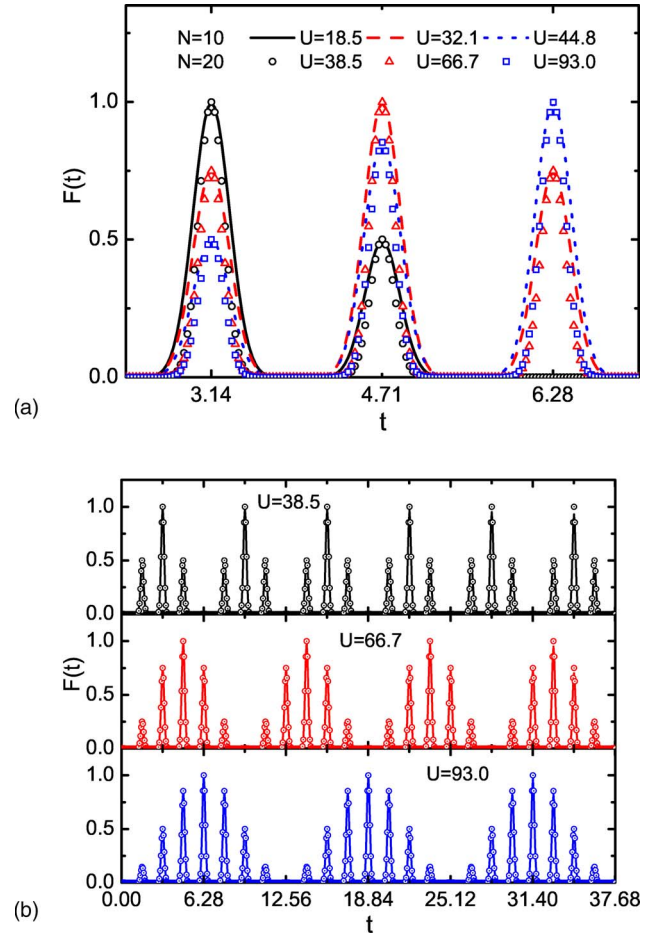 N=10 U=18.5 U=32.1 U=44.8
N=20 U=38.5 U=66.7 U=93.0
1.0
0.5
0.0
F(t)
3.14 4.71 6.28
t
(a)
U=38.5
1.0
0.5
0.0
U=66.7
1.0
0.5
0.0
F(t)
U=93.0
1.0
0.5
0.0
0.00 6.28 12.56 18.84 25.12 31.40 37.68
t
(b)